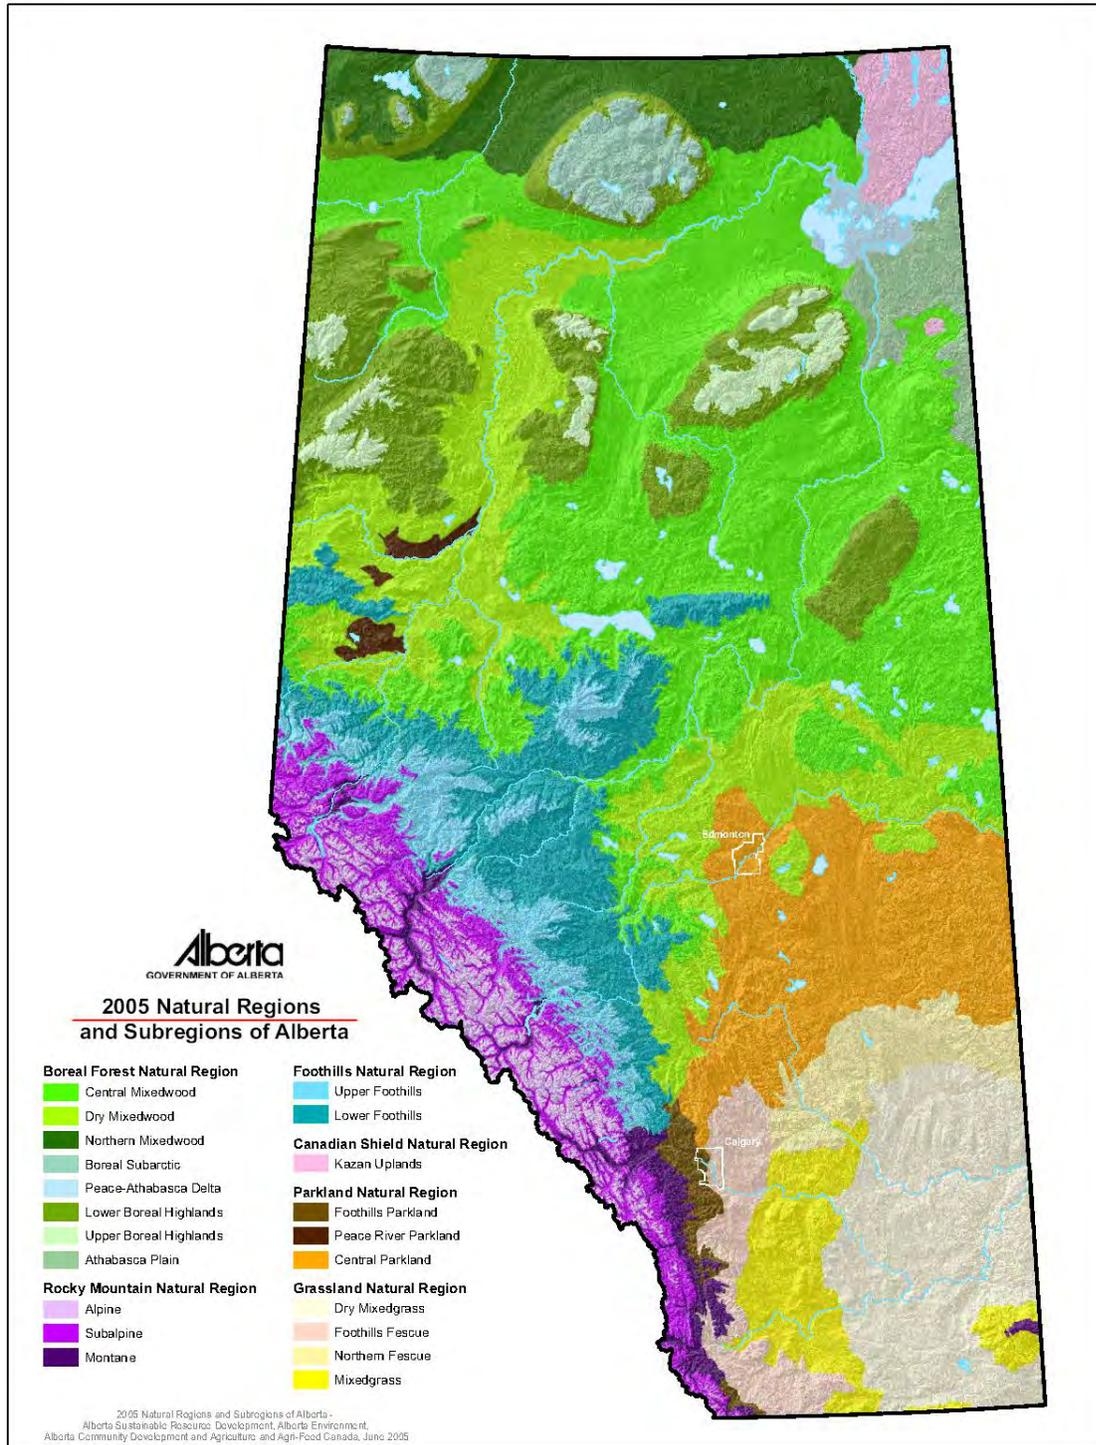 Edmonton
Calgary
Alberta
GOVERNMENT OF ALBERTA
2005 Natural Regions
and Subregions of Alberta
Boreal Forest Natural Region
Central Mixedwood
Dry Mixedwood
Northern Mixedwood
Boreal Subarctic
Peace-Athabasca Delta
Lower Boreal Highlands
Upper Boreal Highlands
Athabasca Plain
Rocky Mountain Natural Region
Alpine
Subalpine
Montane
Foothills Natural Region
Upper Foothills
Lower Foothills
Canadian Shield Natural Region
Kazan Uplands
Parkland Natural Region
Foothills Parkland
Peace River Parkland
Central Parkland
Grassland Natural Region
Dry Mixedgrass
Foothills Fescue
Northern Fescue
Mixedgrass
2005 Natural Regions and Subregions of Alberta -
Alberta Sustainable Resource Development, Alberta Environment,
Alberta Community Development and Agriculture and Agri-Food Canada, June 2005